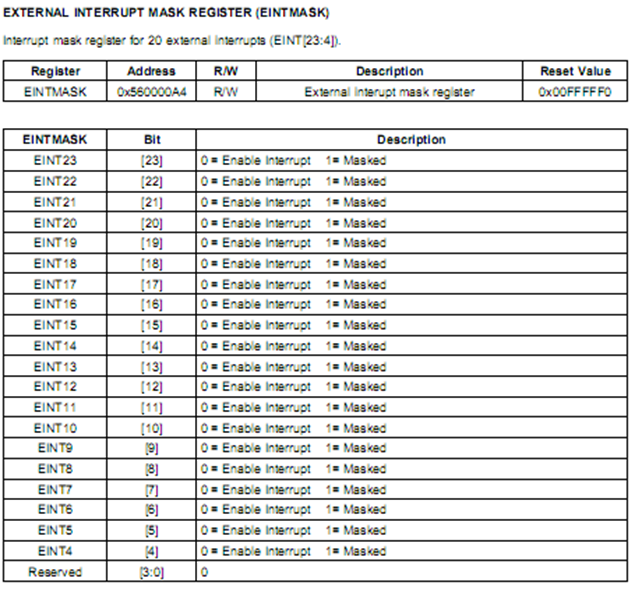 EXTERNAL INTERRUPT MASK REGISTER (EINTMASK)
Interrupt mask register for 20 external interrupts (EINT[23:4]).
Register Address R/W Description Reset Value
EINTMASK 0x560000A4 R/W External interupt mask register 0x00FFFFF0
EINTMASK Bit Description
EINT23 [23] 0 = Enable Interrupt 1= Masked
EINT22 [22] 0 = Enable Interrupt 1= Masked
EINT21 [21] 0 = Enable Interrupt 1= Masked
EINT20 [20] 0 = Enable Interrupt 1= Masked
EINT19 [19] 0 = Enable Interrupt 1= Masked
EINT18 [18] 0 = Enable Interrupt 1= Masked
EINT17 [17] 0 = Enable Interrupt 1= Masked
EINT16 [16] 0 = Enable Interrupt 1= Masked
EINT15 [15] 0 = Enable Interrupt 1= Masked
EINT14 [14] 0 = Enable Interrupt 1= Masked
EINT13 [13] 0 = Enable Interrupt 1= Masked
EINT12 [12] 0 = Enable Interrupt 1= Masked
EINT11 [11] 0 = Enable Interrupt 1= Masked
EINT10 [10] 0 = Enable Interrupt 1= Masked
EINT9 [9] 0 = Enable Interrupt 1= Masked
EINT8 [8] 0 = Enable Interrupt 1= Masked
EINT7 [7] 0 = Enable Interrupt 1= Masked
EINT6 [6] 0 = Enable Interrupt 1= Masked
EINT5 [5] 0 = Enable Interrupt 1= Masked
EINT4 [4] 0 = Enable Interrupt 1= Masked
Reserved [3:0] 0